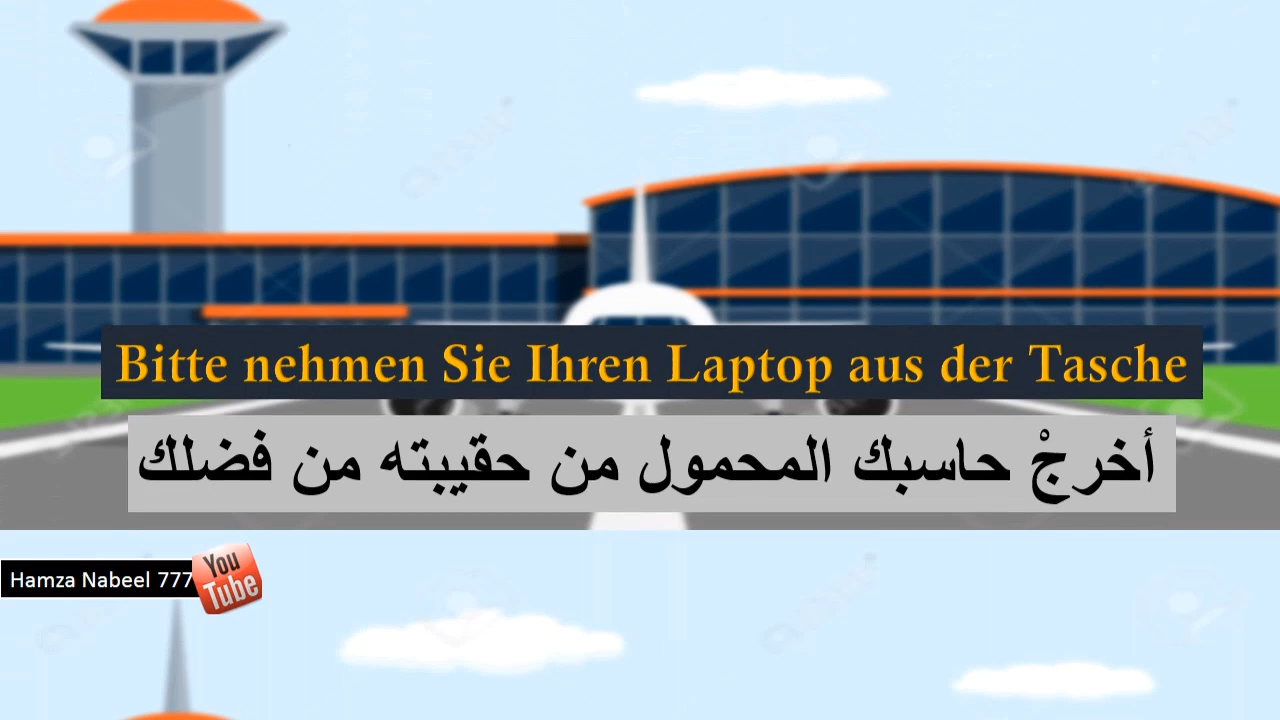 Bitte nehmen Sie Ihren Laptop aus der Tasche
أخرجْ حاسبك المحمول من حقيبته من فضلك
Hamza Nabeel 777
You
Tube